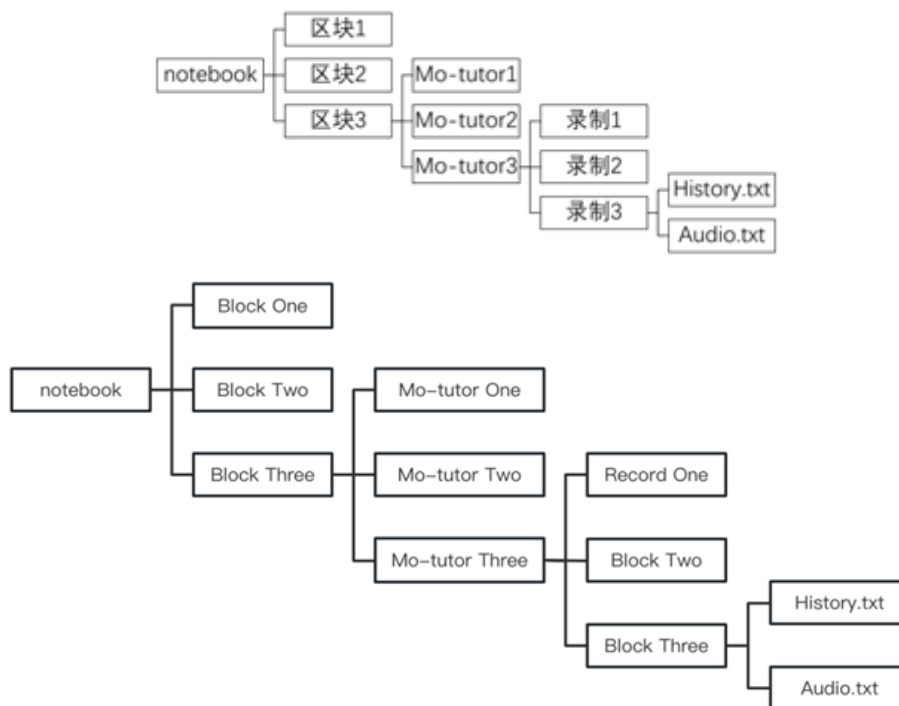 区块1
notebook
区块2
Mo-tutor1
区块3
Mo-tutor2
录制1
Mo-tutor3
录制2
History.txt
录制3
Audio.txt
Block One
notebook
Block Two
Mo-tutor One
Block Three
Mo-tutor Two
Record One
Mo-tutor Three
Block Two
History.txt
Block Three
Audio.txt